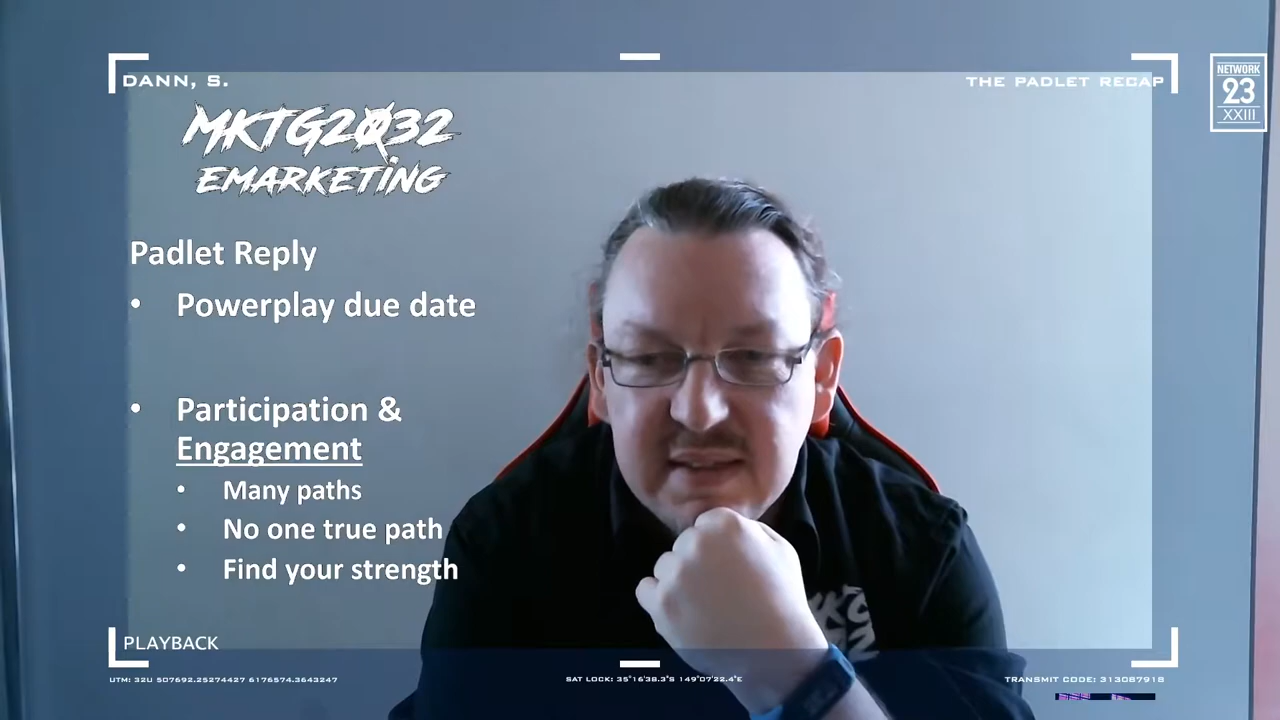 DANN, S.
THE PADLET RECAP
NETWORK
23
XXIII
MKTG2032
EMARKETING
Padlet Reply
• Powerplay due date
• Participation &
Engagement
• Many paths
• No one true path
• Find your strength
PLAYBACK
UTM: 32U 507692.25274427 6176574.3643247
SAT LOCK: 35°16'38.3"S 149°07'22.4"E
TRANSMIT CODE: 313087918